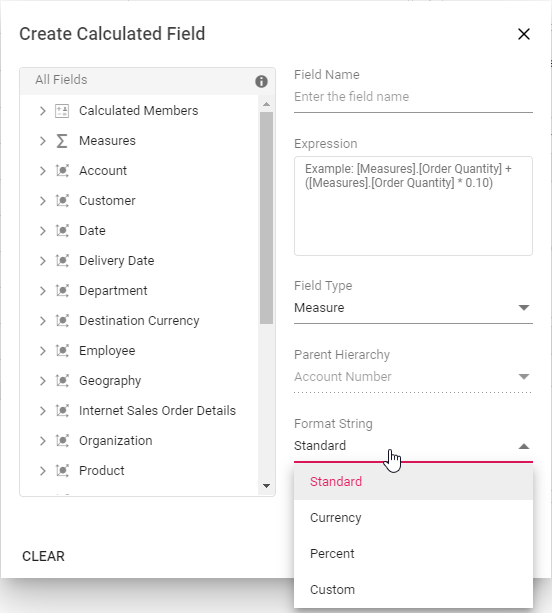 Create Calculated Field
All Fields
Calculated Members
Measures
Account
Customer
Date
Delivery Date
Department
Destination Currency
Employee
Geography
Internet Sales Order Details
Organization
Product
CLEAR
Field Name
Enter the field name
Expression
Example: [Measures].[Order Quantity] +
([Measures].[Order Quantity] * 0.10)
Field Type
Measure
Parent Hierarchy
Account Number
Format String
Standard
Standard
Currency
Percent
Custom